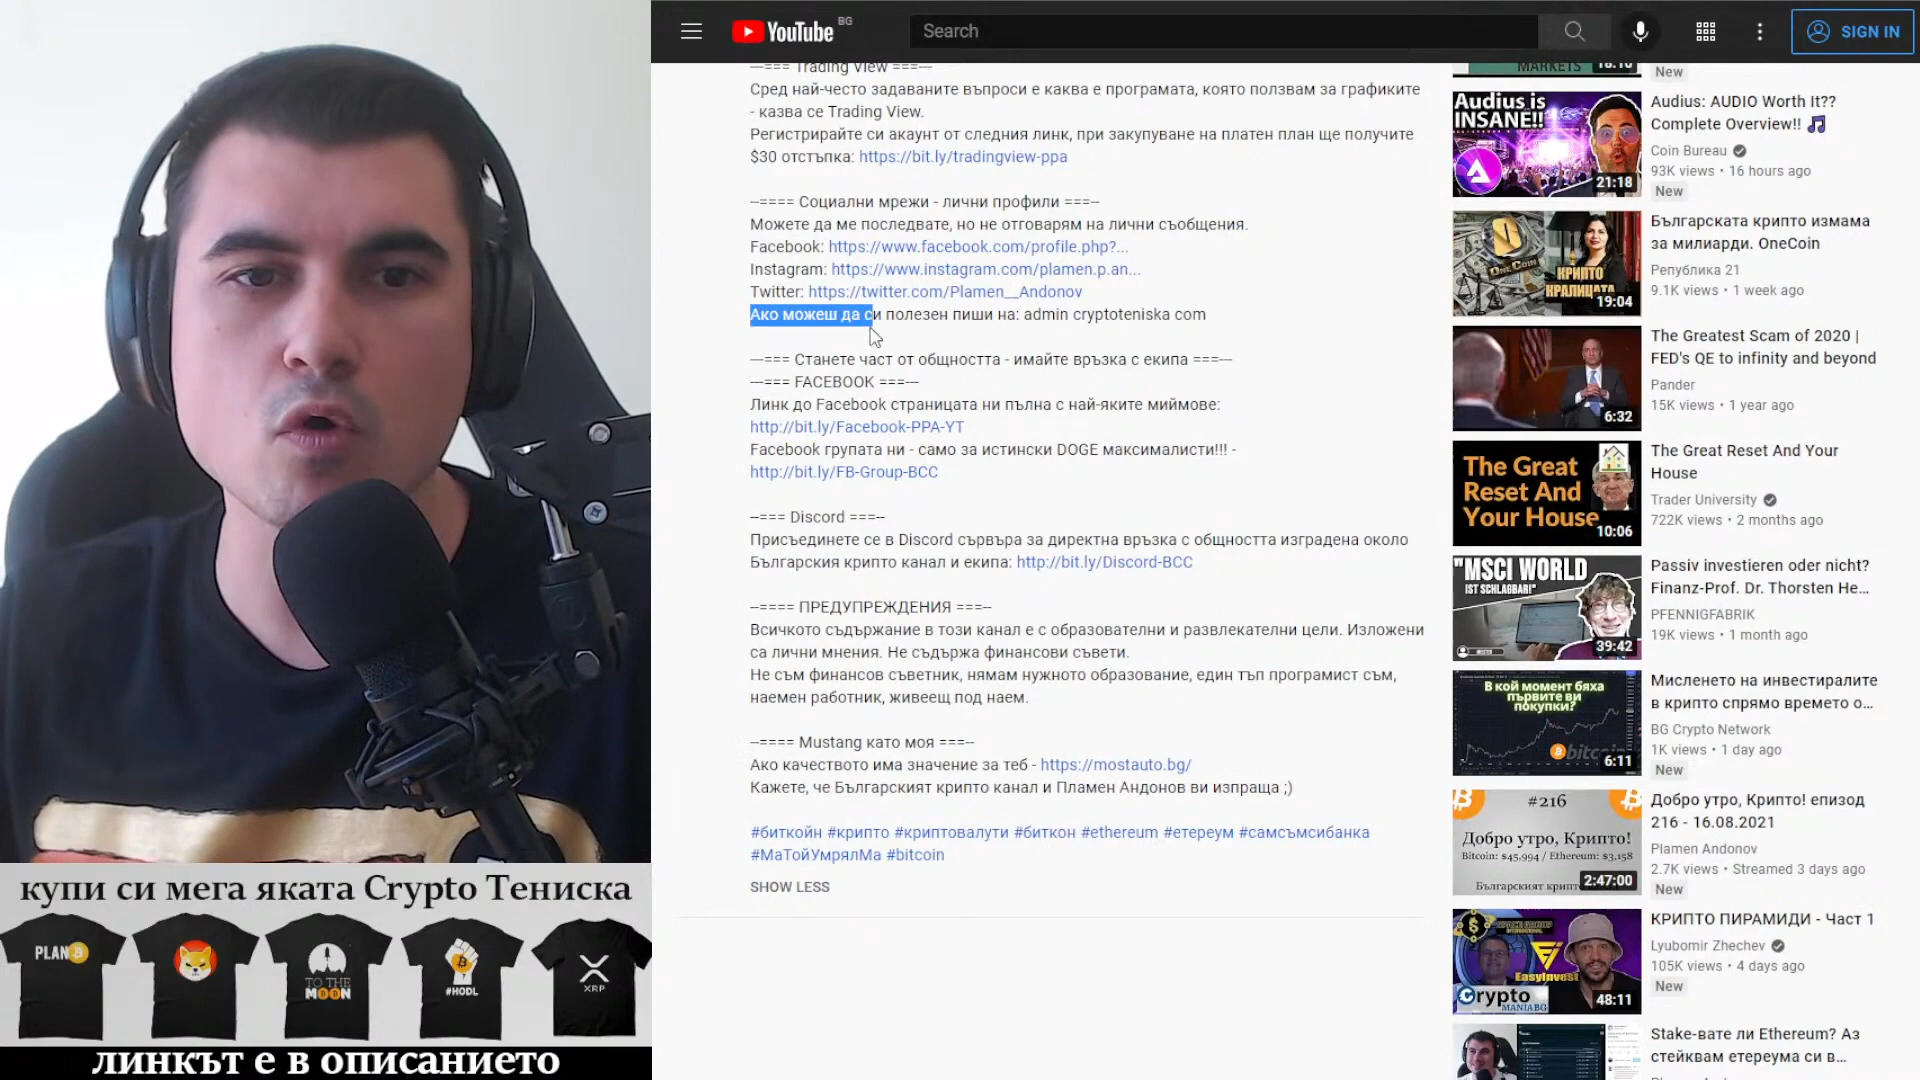 YouTube BG
Search
SIGN IN
---=== Trading View ===---
Сред най-често задаваните въпроси е каква е програмата, която ползвам за графиките
- казва се Trading View.
Регистрирайте си акаунт от следния линк, при закупуване на платен план ще получите
$30 отстъпка: https://bit.ly/tradingview-ppa
--==== Социални мрежи - лични профили ===--
Можете да ме последвате, но не отговарям на лични съобщения.
Facebook: https://www.facebook.com/profile.php?...
Instagram: https://www.instagram.com/plamen.p.an...
Twitter: https://twitter.com/Plamen__Andonov
Ако можеш да си полезен пиши на: admin cryptoteniska com
---=== Станете част от общността - имайте връзка с екипа ===---
---=== FACEBOOK ===---
Линк до Facebook страницата ни пълна с най-яките миймове:
http://bit.ly/Facebook-PPA-YT
Facebook групата ни - само за истински DOGE максималисти!!! -
http://bit.ly/FB-Group-BCC
--=== Discord ===--
Присъединете се в Discord сървъра за директна връзка с общността изградена около
Българския крипто канал и екипа: http://bit.ly/Discord-BCC
--==== ПРЕДУПРЕЖДЕНИЯ ===--
Всичкото съдържание в този канал е с образователни и развлекателни цели. Изложени
са лични мнения. Не съдържа финансови съвети.
Не съм финансов съветник, нямам нужното образование, един тъп програмист съм,
наемен работник, живеещ под наем.
--==== Mustang като моя ===--
Ако качеството има значение за теб - https://mostauto.bg/
Кажете, че Българският крипто канал и Пламен Андонов ви изпраща ;)
#биткойн #крипто #криптовалути #биткон #ethereum #етереум #самсъмсибанка
#МаТойУмрялМа #bitcoin
SHOW LESS
MARKETS
18:10
New
Audius is
INSANE!!
21:18
Audius: AUDIO Worth It??
Complete Overview!! 🎵
Coin Bureau
93K views • 16 hours ago
New
ONECOIN
КРИПТО
КРАЛИЦАТА
19:04
Българската крипто измама
за милиарди. OneCoin
Република 21
9.1K views • 1 week ago
6:32
The Greatest Scam of 2020 |
FED's QE to infinity and beyond
Pander
15K views • 1 year ago
The Great
Reset And
Your House
10:06
The Great Reset And Your
House
Trader University
722K views • 2 months ago
"MSCI WORLD
IST SCHLAGBAR!"
39:42
Passiv investieren oder nicht?
Finanz-Prof. Dr. Thorsten He...
PFENNIGFABRIK
19K views • 1 month ago
В кой момент бяха
първите ви
покупки?
bitcoin
6:11
Мисленето на инвестиралите
в крипто спрямо времето о...
BG Crypto Network
1K views • 1 day ago
New
#216
Добро утро, Крипто!
Bitcoin: $45,994 / Ethereum: $3,158
Българският крипт
2:47:00
Добро утро, Крипто! епизод
216 - 16.08.2021
Plamen Andonov
2.7K views • Streamed 3 days ago
New
EasyInvest
Crypto
MANIABG
48:11
КРИПТО ПИРАМИДИ - Част 1
Lyubomir Zhechev
105K views • 4 days ago
New
Stake-вате ли Ethereum? Аз
стейквам етереума си в...
купи си мега яката Crypto Тениска
PLAN B
TO THE
MOON
#HODL
XRP
линкът е в описанието